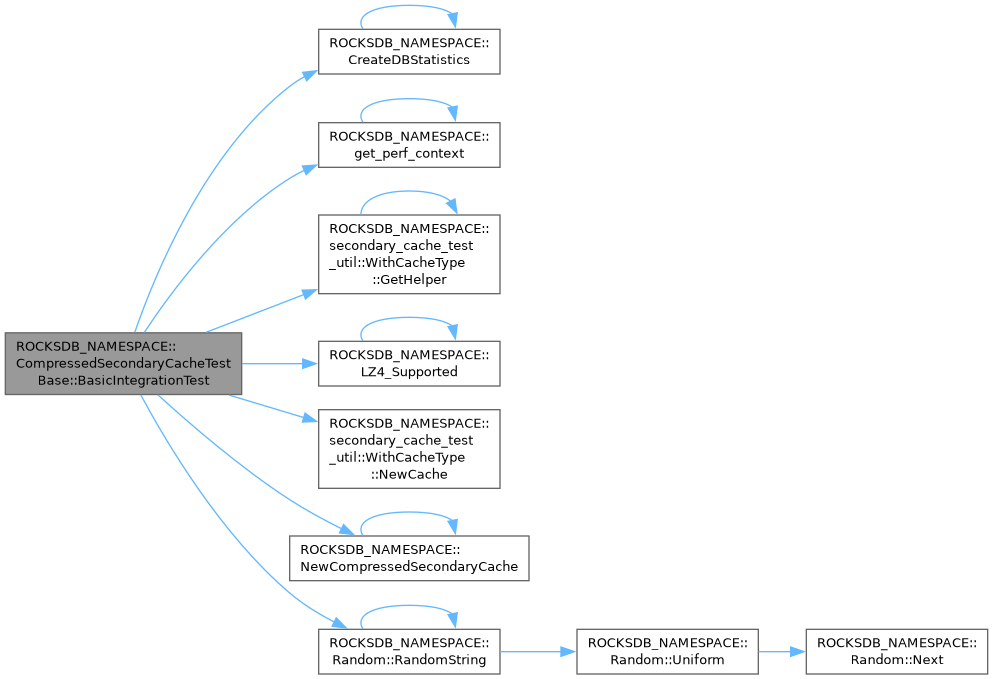 ROCKSDB_NAMESPACE::
CreateDBStatistics
ROCKSDB_NAMESPACE::
get_perf_context
ROCKSDB_NAMESPACE::
secondary_cache_test
_util::WithCacheType
::GetHelper
ROCKSDB_NAMESPACE::
CompressedSecondaryCacheTest
Base::BasicIntegrationTest
ROCKSDB_NAMESPACE::
LZ4_Supported
ROCKSDB_NAMESPACE::
secondary_cache_test
_util::WithCacheType
::NewCache
ROCKSDB_NAMESPACE::
NewCompressedSecondaryCache
ROCKSDB_NAMESPACE::
Random::RandomString
ROCKSDB_NAMESPACE::
Random::Uniform
ROCKSDB_NAMESPACE::
Random::Next